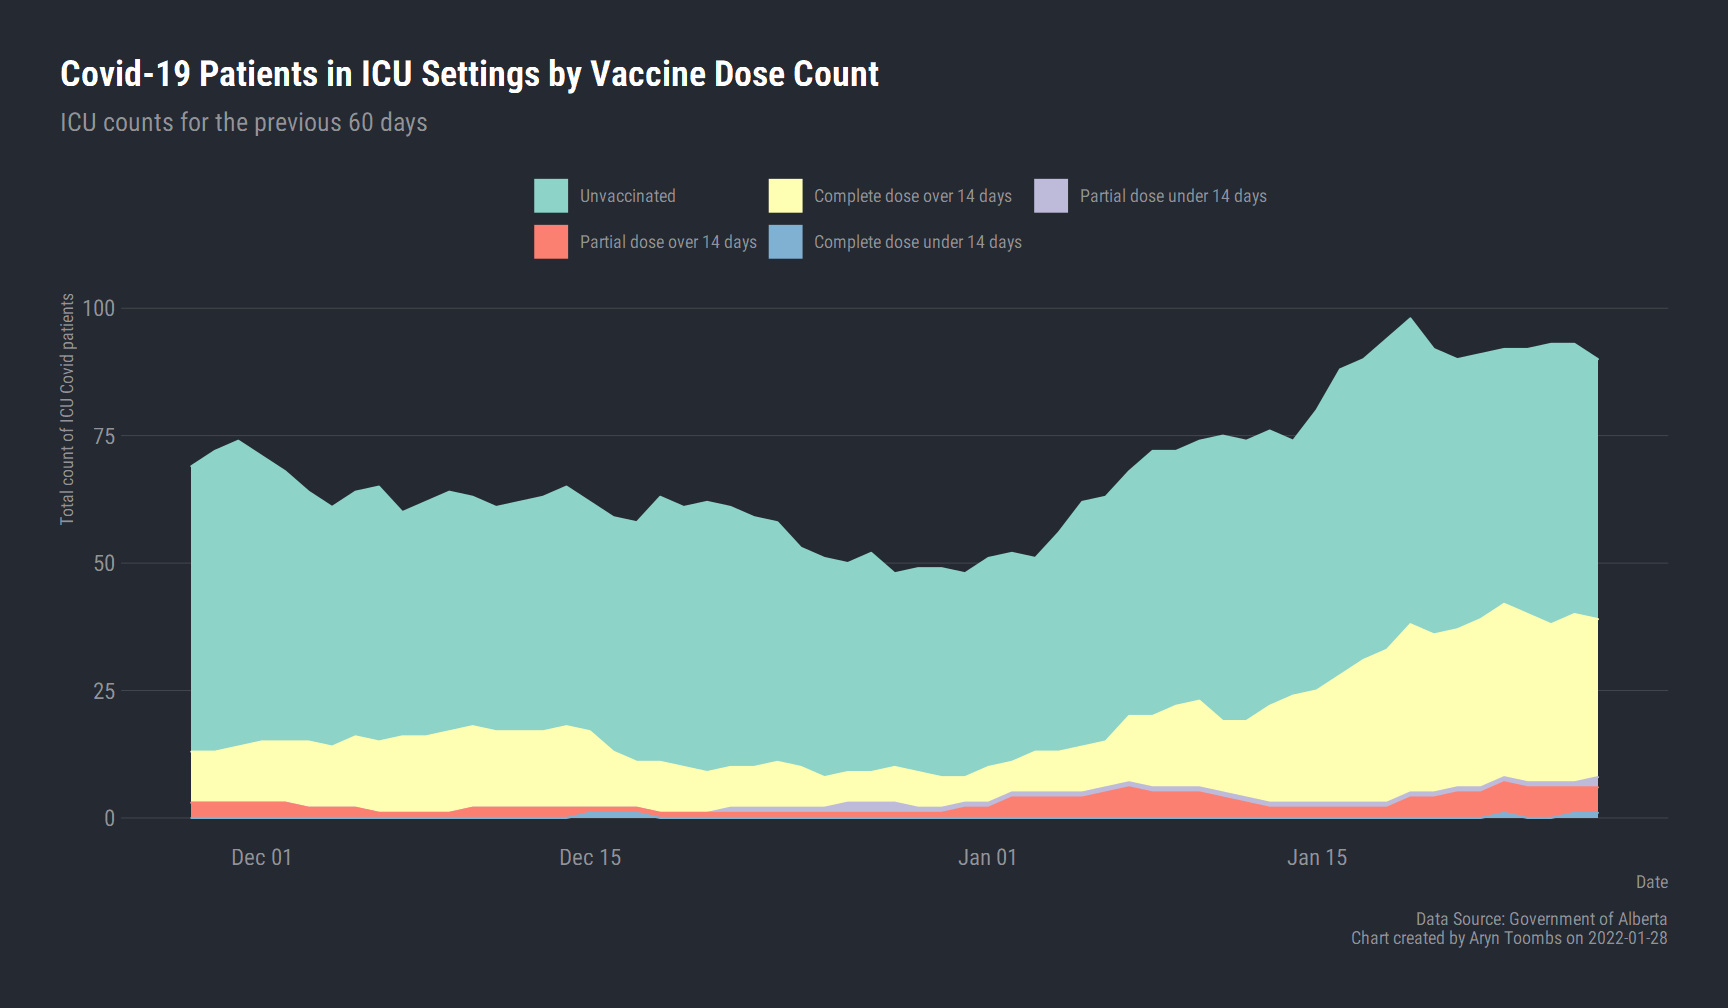 Covid-19 Patients in ICU Settings by Vaccine Dose Count
ICU counts for the previous 60 days
Unvaccinated
Complete dose over 14 days
Partial dose under 14 days
Partial dose over 14 days
Complete dose under 14 days
Total count of ICU Covid patients
100
75
50
25
0
Dec 01
Dec 15
Jan 01
Jan 15
Date
Data Source: Government of Alberta
Chart created by Aryn Toombs on 2022-01-28